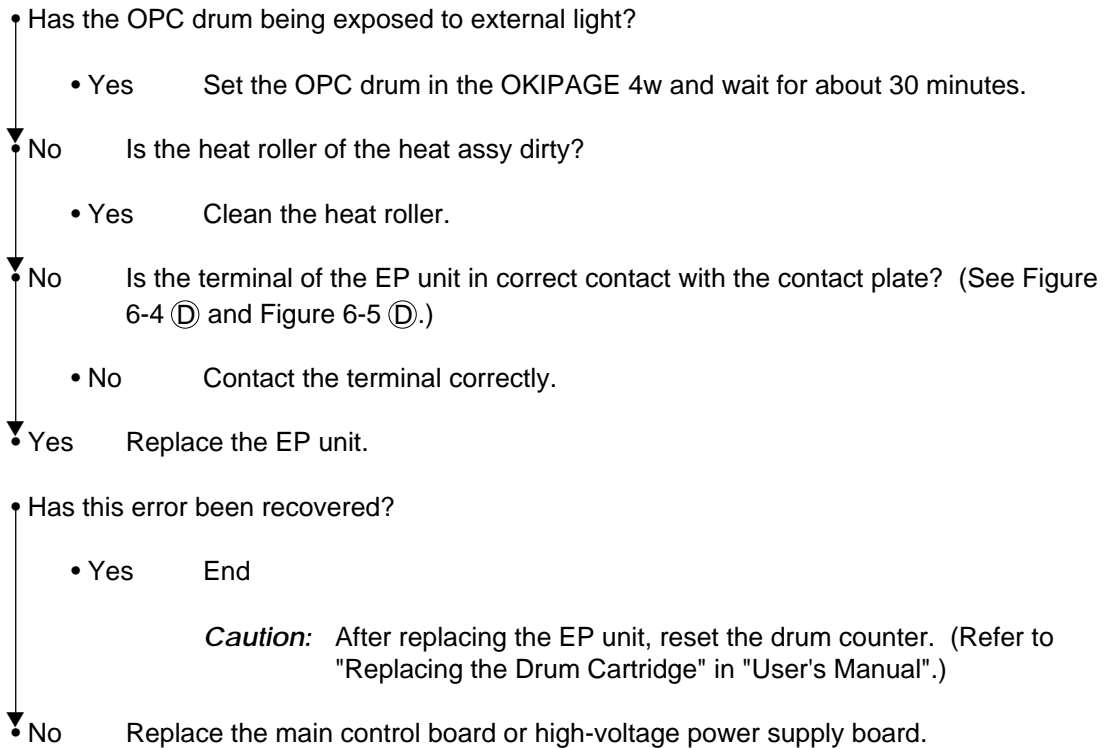 • Has the OPC drum being exposed to external light?
• Yes Set the OPC drum in the OKIPAGE 4w and wait for about 30 minutes.
• No Is the heat roller of the heat assy dirty?
• Yes Clean the heat roller.
• No Is the terminal of the EP unit in correct contact with the contact plate? (See Figure
6-4 Ⓓ and Figure 6-5 Ⓓ.)
• No Contact the terminal correctly.
• Yes Replace the EP unit.
• Has this error been recovered?
• Yes End
Caution: After replacing the EP unit, reset the drum counter. (Refer to
"Replacing the Drum Cartridge" in "User's Manual".)
• No Replace the main control board or high-voltage power supply board.